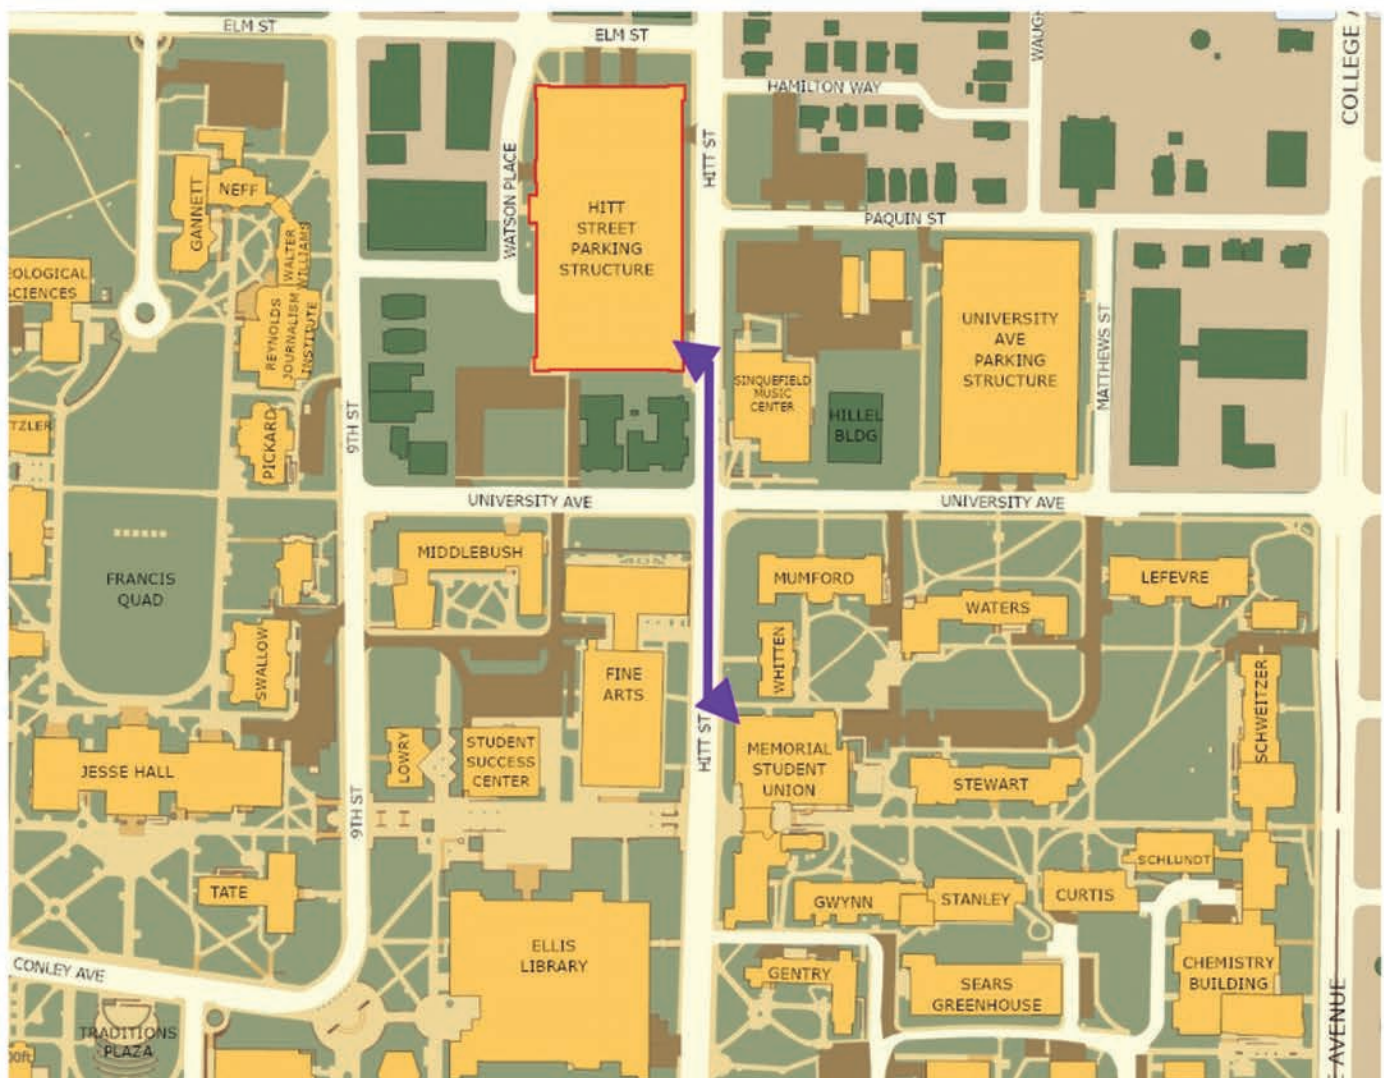 ELM ST
ELM ST
WAUGH
COLLEGE A
HAMILTON WAY
HITT ST
WATSON PLACE
GANNETT
NEFF
WALTER
WILLIAMS
HITT
STREET
PARKING
STRUCTURE
PAQUIN ST
EOLOGICAL
SCIENCES
REYNOLDS
JOURNALISM
INSTITUTE
UNIVERSITY
AVE
PARKING
STRUCTURE
MATTHEWS ST
SINQUEFIELD
MUSIC
CENTER
HILLEL
BLDG
TZLER
PICKARD
9TH ST
UNIVERSITY AVE
UNIVERSITY AVE
MIDDLEBUSH
FRANCIS
QUAD
MUMFORD
LEFEVRE
WATERS
SWALLOW
WHITTEN
FINE
ARTS
SCHWEITZER
HITT ST
JESSE HALL
LOWRY
STUDENT
SUCCESS
CENTER
MEMORIAL
STUDENT
UNION
STEWART
9TH ST
SCHLUNDT
TATE
GWYNN
STANLEY
CURTIS
ELLIS
LIBRARY
CONLEY AVE
GENTRY
SEARS
GREENHOUSE
CHEMISTRY
BUILDING
TRADITIONS
PLAZA
00ft
E AVENUE